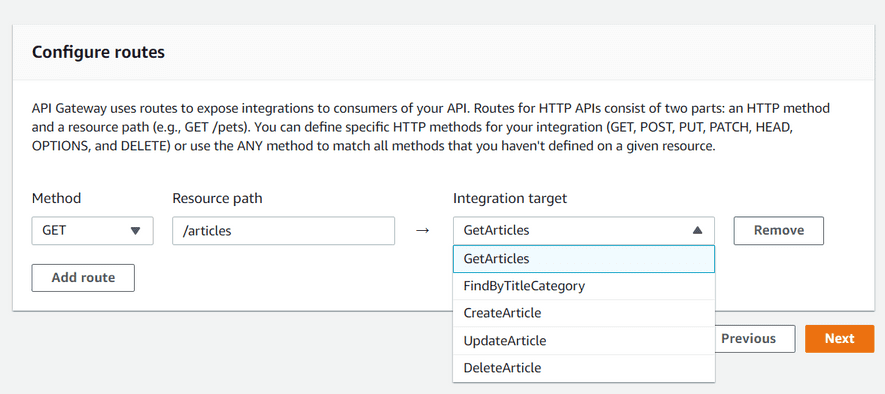 Configure routes
API Gateway uses routes to expose integrations to consumers of your API. Routes for HTTP APIs consist of two parts: an HTTP method
and a resource path (e.g., GET /pets). You can define specific HTTP methods for your integration (GET, POST, PUT, PATCH, HEAD,
OPTIONS, and DELETE) or use the ANY method to match all methods that you haven't defined on a given resource.
Method Resource path Integration target
GET /articles → GetArticles Remove
GetArticles
Add route
FindByTitleCategory
CreateArticle
UpdateArticle
DeleteArticle
Previous Next